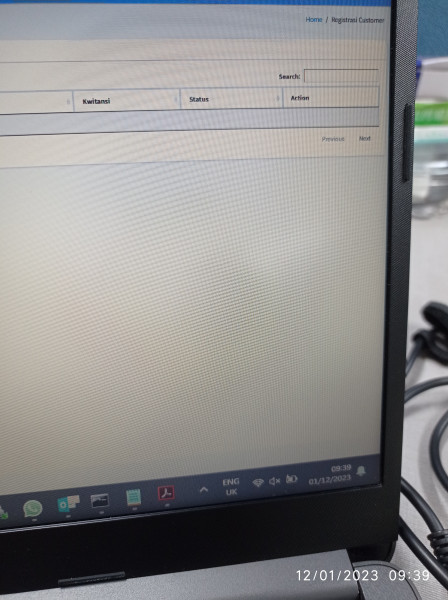 Home / Registrasi Customer
Search:
Kwitansi Status Action
Previous Next
ENG 09:39
UK 01/12/2023
12/01/2023 09:39